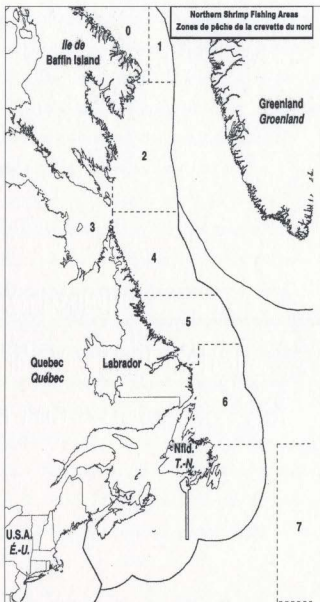 Northern Shrimp Fishing Areas
Zones de pêche de la crevette du nord
0
1
Ile de
Baffin Island
Greenland
Groenland
2
3
4
5
Quebec
Québec
Labrador
6
Nfld.
T.-N.
7
U.S.A.
É.-U.